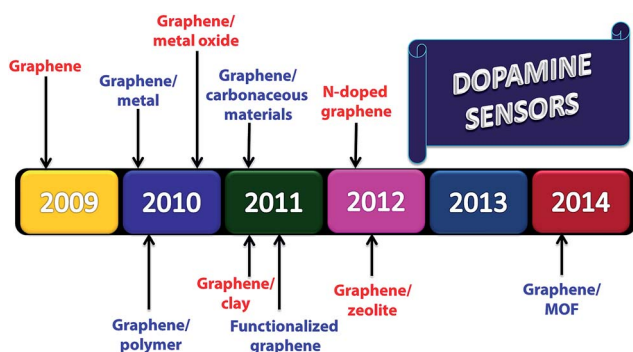 Graphene
Graphene/
metal
Graphene/
metal oxide
Graphene/
carbonaceous
materials
N-doped
graphene
DOPAMINE
SENSORS
2009
2010
2011
2012
2013
2014
Graphene/
polymer
Graphene/
clay
Functionalized
graphene
Graphene/
zeolite
Graphene/
MOF